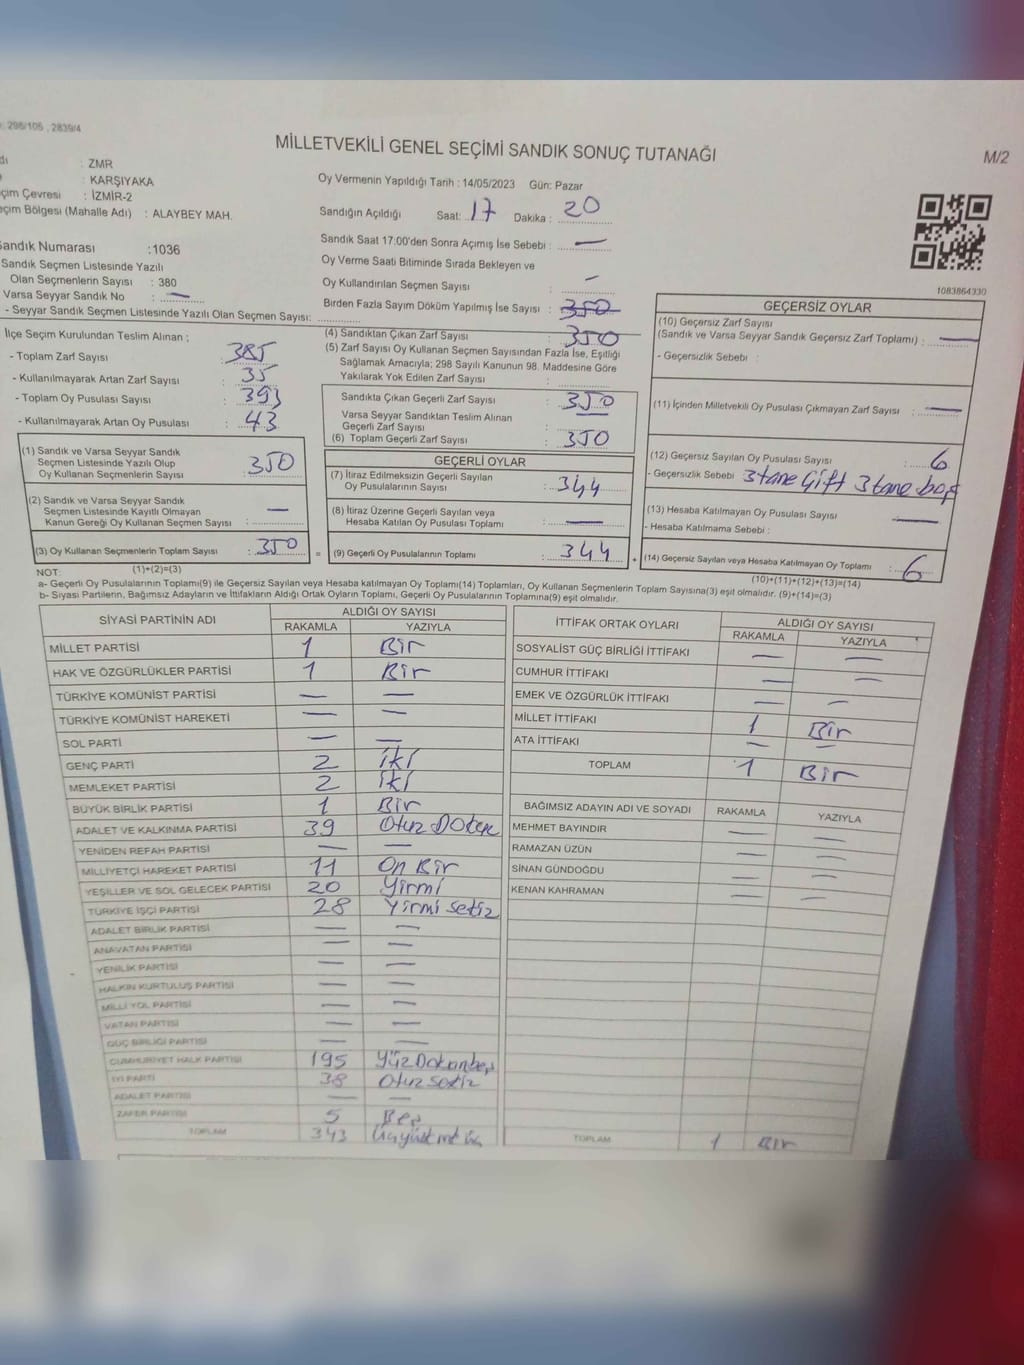 : 298/105 , 2839/4
MİLLETVEKİLİ GENEL SEÇİMİ SANDIK SONUÇ TUTANAĞI
M/2
dı : ZMR
: KARŞIYAKA
çim Çevresi : İZMİR-2
çim Bölgesi (Mahalle Adı) : ALAYBEY MAH.
Oy Vermenin Yapıldığı Tarih : 14/05/2023 Gün: Pazar
Sandığın Açıldığı Saat: 17 Dakika : 20
Sandık Saat 17:00'den Sonra Açımış İse Sebebi : —
Oy Verme Saati Bitiminde Sırada Bekleyen ve
Oy Kullandırılan Seçmen Sayısı : —
Birden Fazla Sayım Döküm Yapılmış İse Sayısı : 350
1083864330
Sandık Numarası :1036
Sandık Seçmen Listesinde Yazılı
Olan Seçmenlerin Sayısı : 380
Varsa Seyyar Sandık No : —
- Seyyar Sandık Seçmen Listesinde Yazılı Olan Seçmen Sayısı:
İlçe Seçim Kurulundan Teslim Alınan ;
- Toplam Zarf Sayısı : 385
- Kullanılmayarak Artan Zarf Sayısı : 35
- Toplam Oy Pusulası Sayısı : 393
- Kullanılmayarak Artan Oy Pusulası : 43
(1) Sandık ve Varsa Seyyar Sandık
Seçmen Listesinde Yazılı Olup
Oy Kullanan Seçmenlerin Sayısı : 350
(2) Sandık ve Varsa Seyyar Sandık
Seçmen Listesinde Kayıtlı Olmayan
Kanun Gereği Oy Kullanan Seçmen Sayısı : —
(3) Oy Kullanan Seçmenlerin Toplam Sayısı : 350
(1)+(2)=(3)
(4) Sandıktan Çıkan Zarf Sayısı : 350
(5) Zarf Sayısı Oy Kullanan Seçmen Sayısından Fazla İse, Eşitliği
Sağlamak Amacıyla; 298 Sayılı Kanunun 98. Maddesine Göre
Yakılarak Yok Edilen Zarf Sayısı :
Sandıkta Çıkan Geçerli Zarf Sayısı : 350
Varsa Seyyar Sandıktan Teslim Alınan
Geçerli Zarf Sayısı : —
(6) Toplam Geçerli Zarf Sayısı : 350
GEÇERLİ OYLAR
(7) İtiraz Edilmeksizin Geçerli Sayılan
Oy Pusulalarının Sayısı : 344
(8) İtiraz Üzerine Geçerli Sayılan veya
Hesaba Katılan Oy Pusulası Toplamı : —
= (9) Geçerli Oy Pusulalarının Toplamı : 344
GEÇERSİZ OYLAR
(10) Geçersiz Zarf Sayısı
(Sandık ve Varsa Seyyar Sandık Geçersiz Zarf Toplamı) : —
- Geçersizlik Sebebi :
(11) İçinden Milletvekili Oy Pusulası Çıkmayan Zarf Sayısı : —
(12) Geçersiz Sayılan Oy Pusulası Sayısı : 6
- Geçersizlik Sebebi 3 tane Çift 3 tane boş
(13) Hesaba Katılmayan Oy Pusulası Sayısı —
- Hesaba Katılmama Sebebi :
+ (14) Geçersiz Sayılan veya Hesaba Katılmayan Oy Toplamı : 6
(10)+(11)+(12)+(13)=(14)
NOT:
a- Geçerli Oy Pusulalarının Toplamı(9) ile Geçersiz Sayılan veya Hesaba Katılmayan Oy Toplamı(14) Toplamları, Oy Kullanan Seçmenlerin Toplam Sayısına(3) eşit olmalıdır. (9)+(14)=(3)
b- Siyasi Partilerin, Bağımsız Adayların ve İttifakların Aldığı Ortak Oyların Toplamı, Geçerli Oy Pusulalarının Toplamına(9) eşit olmalıdır.
SİYASİ PARTİNİN ADI ALDIĞI OY SAYISI
RAKAMLA YAZIYLA
MİLLET PARTİSİ 1 Bir
HAK VE ÖZGÜRLÜKLER PARTİSİ 1 Bir
TÜRKİYE KOMÜNİST PARTİSİ — —
TÜRKİYE KOMÜNİST HAREKETİ — —
SOL PARTİ — —
GENÇ PARTİ 2 iki
MEMLEKET PARTİSİ 2 iki
BÜYÜK BİRLİK PARTİSİ 1 Bir
ADALET VE KALKINMA PARTİSİ 39 Otuz Dokuz
YENİDEN REFAH PARTİSİ — —
MİLLİYETÇİ HAREKET PARTİSİ 11 On Bir
YEŞİLLER VE SOL GELECEK PARTİSİ 20 Yirmi
TÜRKİYE İŞÇİ PARTİSİ 28 Yirmi sekiz
ADALET BİRLİK PARTİSİ — —
ANAVATAN PARTİSİ — —
YENİLİK PARTİSİ — —
HALKIN KURTULUŞ PARTİSİ — —
MİLLİ YOL PARTİSİ — —
VATAN PARTİSİ — —
GÜÇ BİRLİĞİ PARTİSİ — —
CUMHURİYET HALK PARTİSİ 195 Yüz Doksanbeş
İYİ PARTİ 38 Otuz sekiz
ADALET PARTİSİ — —
ZAFER PARTİSİ 5 Beş
TOPLAM 343
İTTİFAK ORTAK OYLARI ALDIĞI OY SAYISI
RAKAMLA YAZIYLA
SOSYALİST GÜÇ BİRLİĞİ İTTİFAKI — —
CUMHUR İTTİFAKI — —
EMEK VE ÖZGÜRLÜK İTTİFAKI — —
MİLLET İTTİFAKI 1 Bir
ATA İTTİFAKI — —
TOPLAM 1 Bir
BAĞIMSIZ ADAYIN ADI VE SOYADI RAKAMLA YAZIYLA
MEHMET BAYINDIR — —
RAMAZAN ÜZÜN — —
SİNAN GÜNDOĞDU — —
KENAN KAHRAMAN — —
TOPLAM 1 Bir